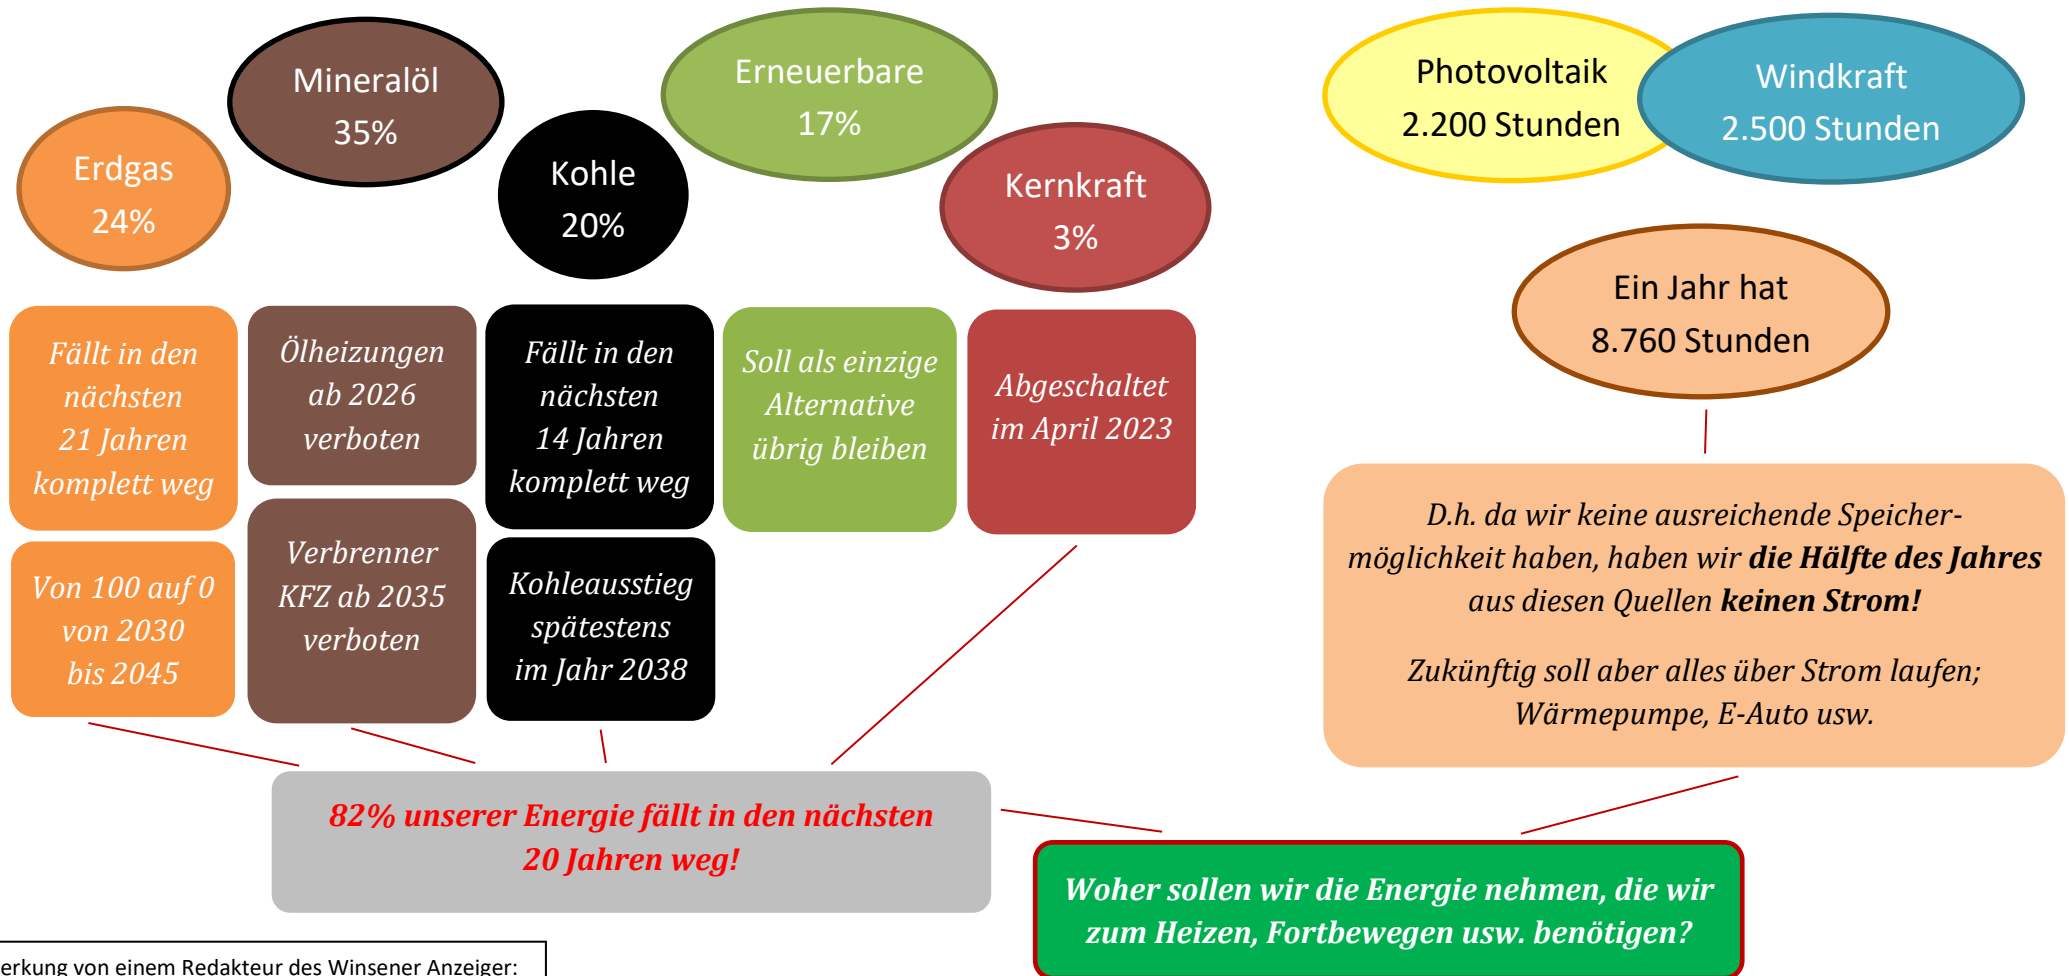 Erdgas
24%
Mineralöl
35%
Kohle
20%
Erneuerbare
17%
Kernkraft
3%
Photovoltaik
2.200 Stunden
Windkraft
2.500 Stunden
Ein Jahr hat
8.760 Stunden
Fällt in den
nächsten
21 Jahren
komplett weg
Von 100 auf 0
von 2030
bis 2045
Ölheizungen
ab 2026
verboten
Verbrenner
KFZ ab 2035
verboten
Fällt in den
nächsten
14 Jahren
komplett weg
Kohleausstieg
spätestens
im Jahr 2038
Soll als einzige
Alternative
übrig bleiben
Abgeschaltet
im April 2023
D.h. da wir keine ausreichende Speicher-
möglichkeit haben, haben wir die Hälfte des Jahres
aus diesen Quellen keinen Strom!
Zukünftig soll aber alles über Strom laufen;
Wärmepumpe, E-Auto usw.
82% unserer Energie fällt in den nächsten
20 Jahren weg!
Woher sollen wir die Energie nehmen, die wir
zum Heizen, Fortbewegen usw. benötigen?
von einem Redakteur des Winsener Anzeiger: